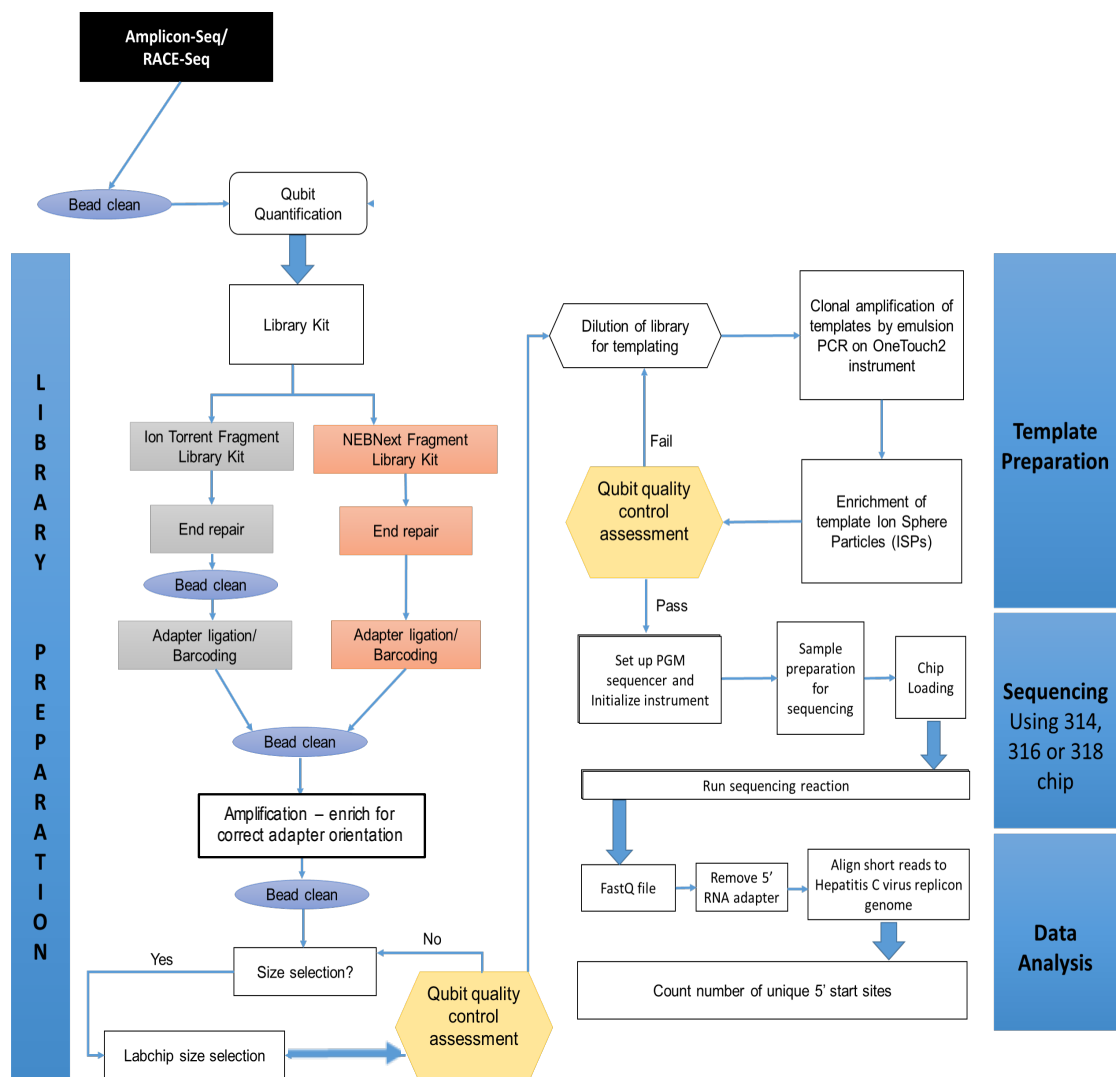 Amplicon-Seq/
RACE-Seq
Bead clean
Qubit
Quantification
Library Kit
Ion Torrent Fragment
Library Kit
NEBNext Fragment
Library Kit
End repair
End repair
Bead clean
Adapter ligation/
Barcoding
Adapter ligation/
Barcoding
Bead clean
Amplification – enrich for
correct adapter orientation
Bead clean
Size selection?
Yes
No
Labchip size selection
Qubit quality
control
assessment
LIBRARY
PREPARATION
Dilution of library
for templating
Clonal amplification of
templates by emulsion
PCR on OneTouch2
instrument
Enrichment of
template Ion Sphere
Particles (ISPs)
Qubit quality
control
assessment
Fail
Pass
Template
Preparation
Set up PGM
sequencer and
Initialize instrument
Sample
preparation
for
sequencing
Chip
Loading
Run sequencing reaction
Sequencing
Using 314,
316 or 318
chip
FastQ file
Remove 5’
RNA adapter
Align short reads to
Hepatitis C virus replicon
genome
Count number of unique 5’ start sites
Data
Analysis